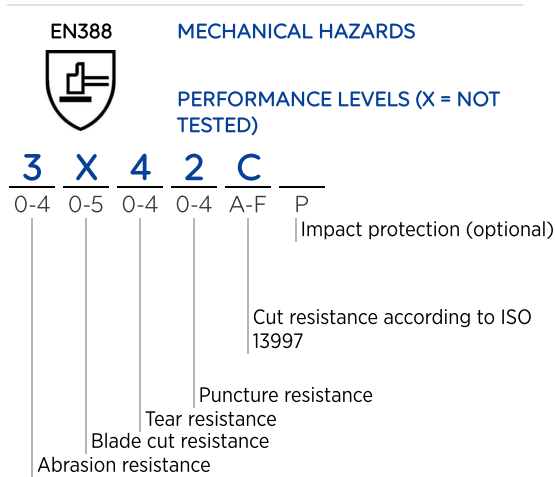 EN388
MECHANICAL HAZARDS
PERFORMANCE LEVELS (X = NOT
TESTED)
3 X 4 2 C
0-4 0-5 0-4 0-4 A-F P
Impact protection (optional)
Cut resistance according to ISO
13997
Puncture resistance
Tear resistance
Blade cut resistance
Abrasion resistance